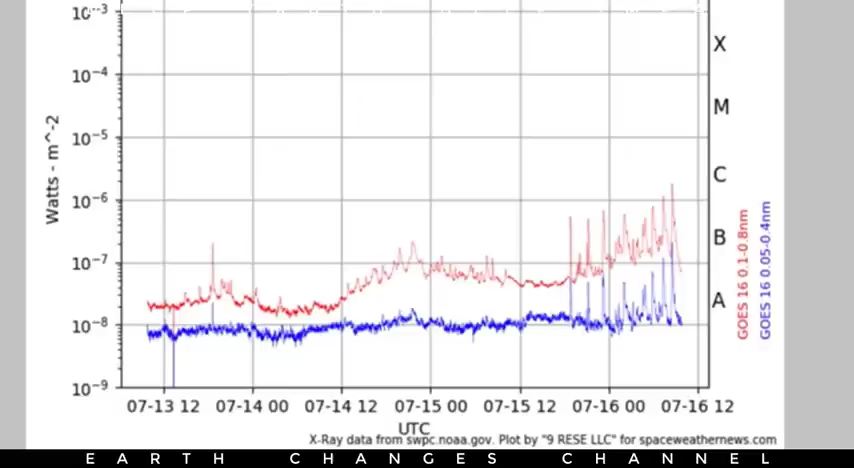 10^-3
10^-4
10^-5
10^-6
10^-7
10^-8
10^-9
Watts - m^-2
X
M
C
B
A
GOES 16 0.1-0.8nm
GOES 16 0.05-0.4nm
07-13 12 07-14 00 07-14 12 07-15 00 07-15 12 07-16 00 07-16 12
UTC
X-Ray data from swpc.noaa.gov. Plot by "9 RESE LLC" for spaceweathernews.com
EARTH CHANGES CHANNEL